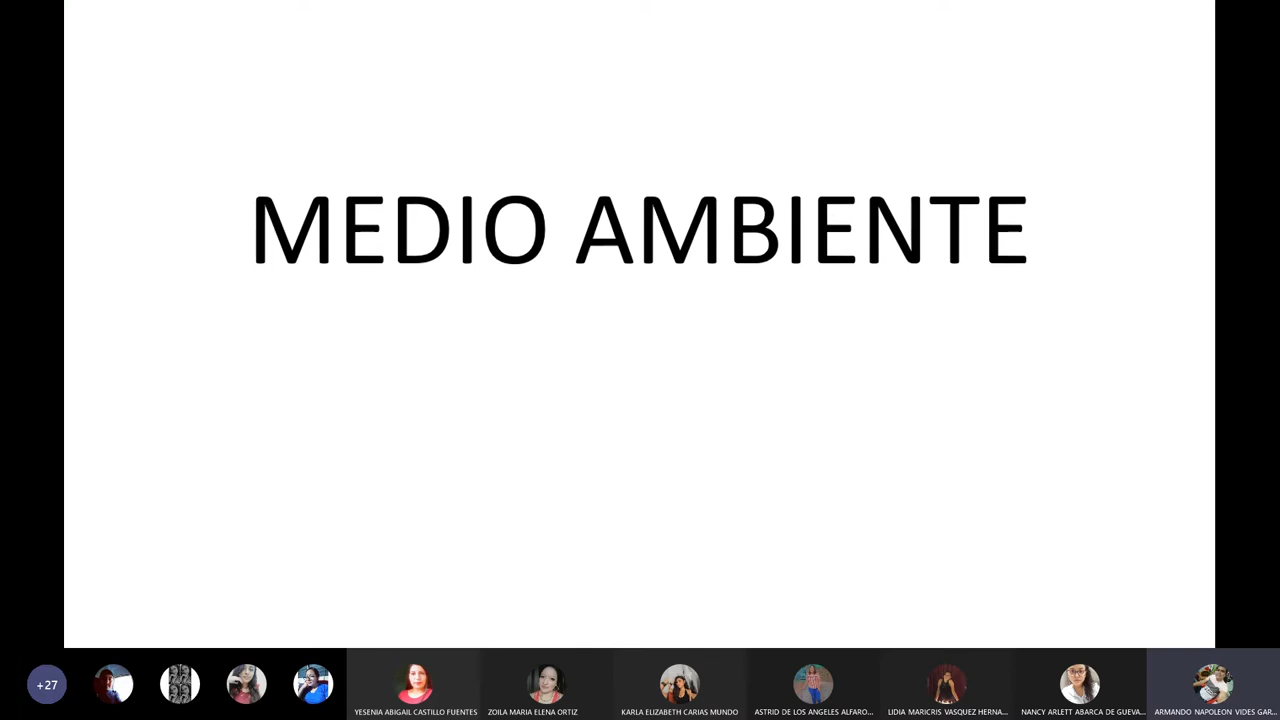 MEDIO AMBIENTE
+27
YESENIA ABIGAIL CASTILLO FUENTES
ZOILA MARIA ELENA ORTIZ
KARLA ELIZABETH CARIAS MUNDO
ASTRID DE LOS ANGELES ALFARO...
LIDIA MARICRIS VASQUEZ HERNA...
NANCY ARLETT ABARCA DE GUEVA...
ARMANDO NAPOLEON VIDES GAR...